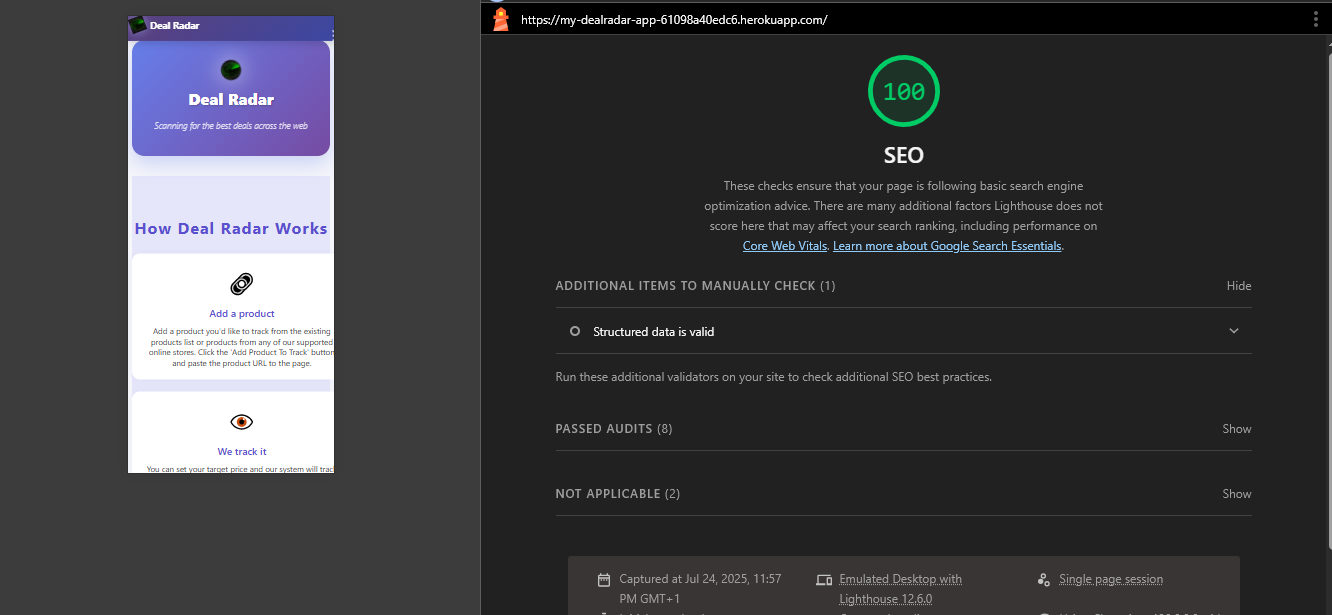 Deal Radar
Deal Radar
Scanning for the best deals across the web
How Deal Radar Works
Add a product
Add a product you'd like to track from the existing
products list or products from any of our supported
online stores. Click the 'Add Product To Track' button
and paste the product URL to the page.
We track it
You can set your target price and our system will trac
https://my-dealradar-app-61098a40edc6.herokuapp.com/
100
SEO
These checks ensure that your page is following basic search engine
optimization advice. There are many additional factors Lighthouse does not
score here that may affect your search ranking, including performance on
Core Web Vitals. Learn more about Google Search Essentials.
ADDITIONAL ITEMS TO MANUALLY CHECK (1)
Hide
Structured data is valid
Run these additional validators on your site to check additional SEO best practices.
PASSED AUDITS (8)
Show
NOT APPLICABLE (2)
Show
Captured at Jul 24, 2025, 11:57
PM GMT+1
Emulated Desktop with
Lighthouse 12.6.0
Single page session